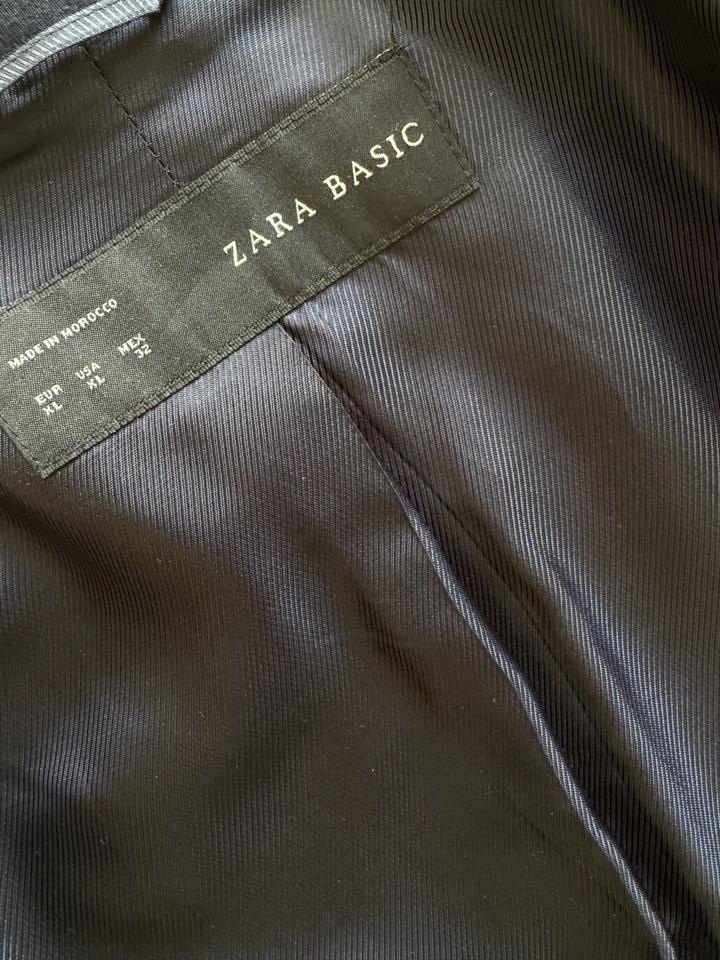 ZARA BASIC
MADE IN MOROCCO
EUR USA MEX
XL XL 32